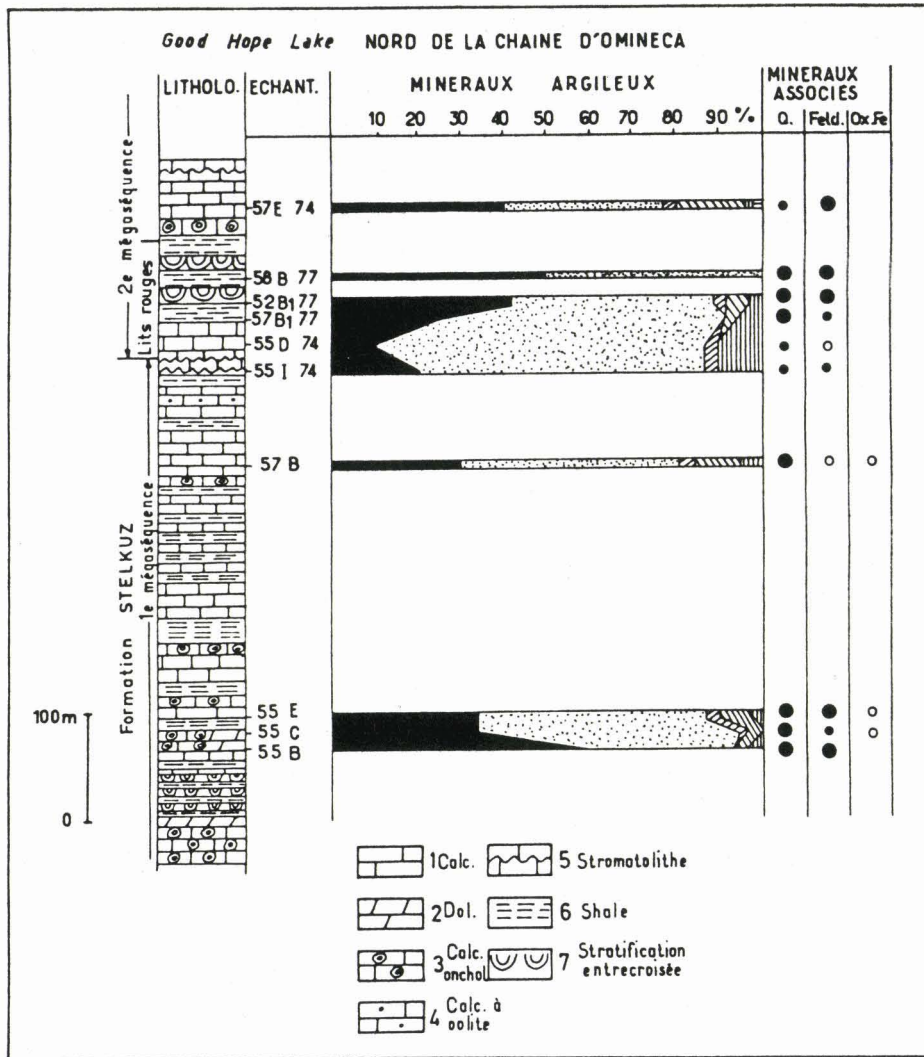 Good Hope Lake NORD DE LA CHAINE D'OMINECA
LITHOLO. ECHANT. MINERAUX ARGILEUX MINERAUX ASSOCIÉS
10 20 30 40 50 60 70 80 90 % Q. Feld. Ox.Fe
Formation STELKUZ
1e mégaséquence
2e mégaséquence
Lits rouges
57E 74
58 B 77
52B1 77
57B1 77
55 D 74
55 I 74
57 B
55 E
55 C
55 B
100m
0
1 Calc.
2 Dol.
3 Calc. onchol
4 Calc. à oolite
5 Stromatolithe
6 Shale
7 Stratification entrecroisée